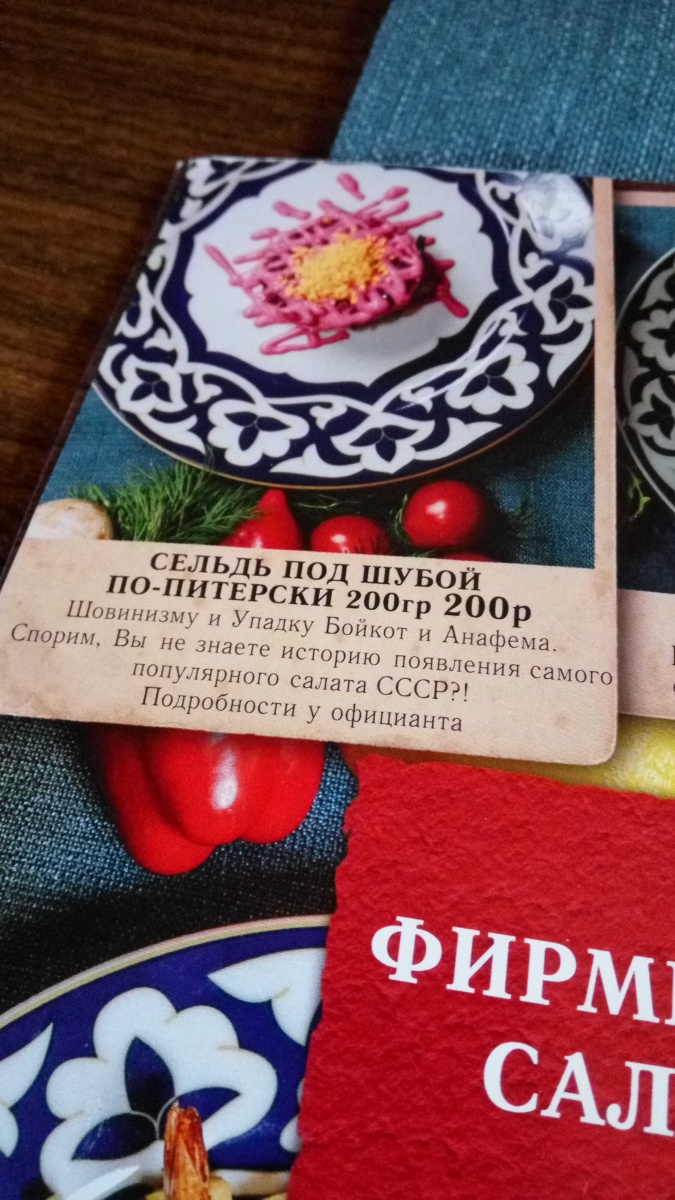 СЕЛЬДЬ ПОД ШУБОЙ
ПО-ПИТЕРСКИ 200гр 200р
Шовинизму и Упадку Бойкот и Анафема.
Спорим, Вы не знаете историю появления самого
популярного салата СССР?!
Подробности у официанта
ФИРМ
САЛ